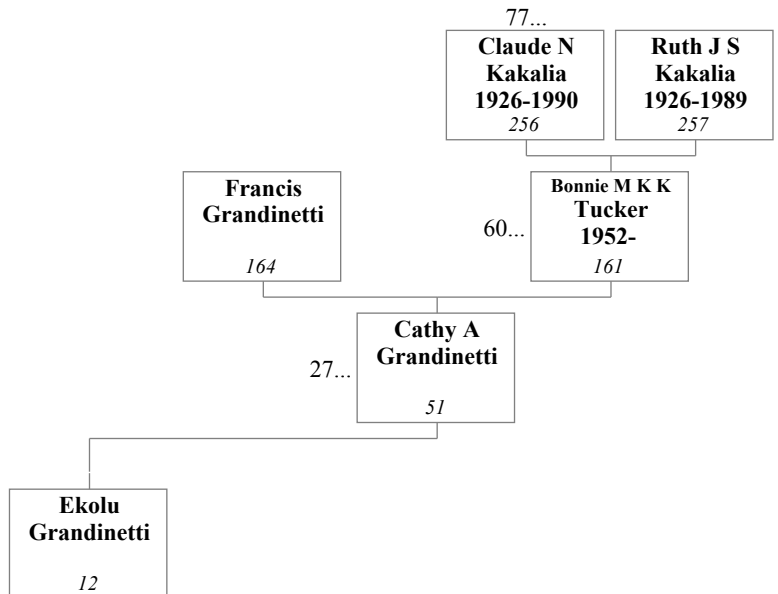 77...
Claude N
Kakalia
1926-1990
256
Ruth J S
Kakalia
1926-1989
257
Francis
Grandinetti
164
60...
Bonnie M K K
Tucker
1952-
161
27...
Cathy A
Grandinetti
51
Ekolu
Grandinetti
12